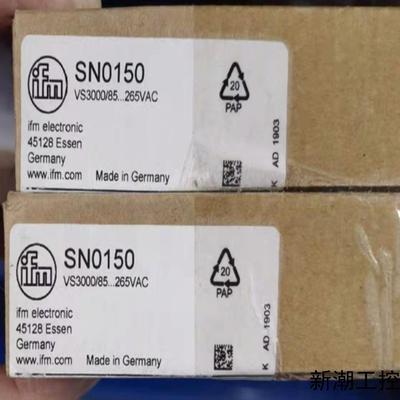 ifm
SN0150
VS3000/85...265VAC
ifm electronic
45128 Essen
Germany
www.ifm.com Made in Germany
20
PAP
K AD 1903
ifm
SN0150
VS3000/85...265VAC
ifm electronic
45128 Essen
Germany
www.ifm.com Made in Germany
20
PAP
K AD 1903
新潮工控